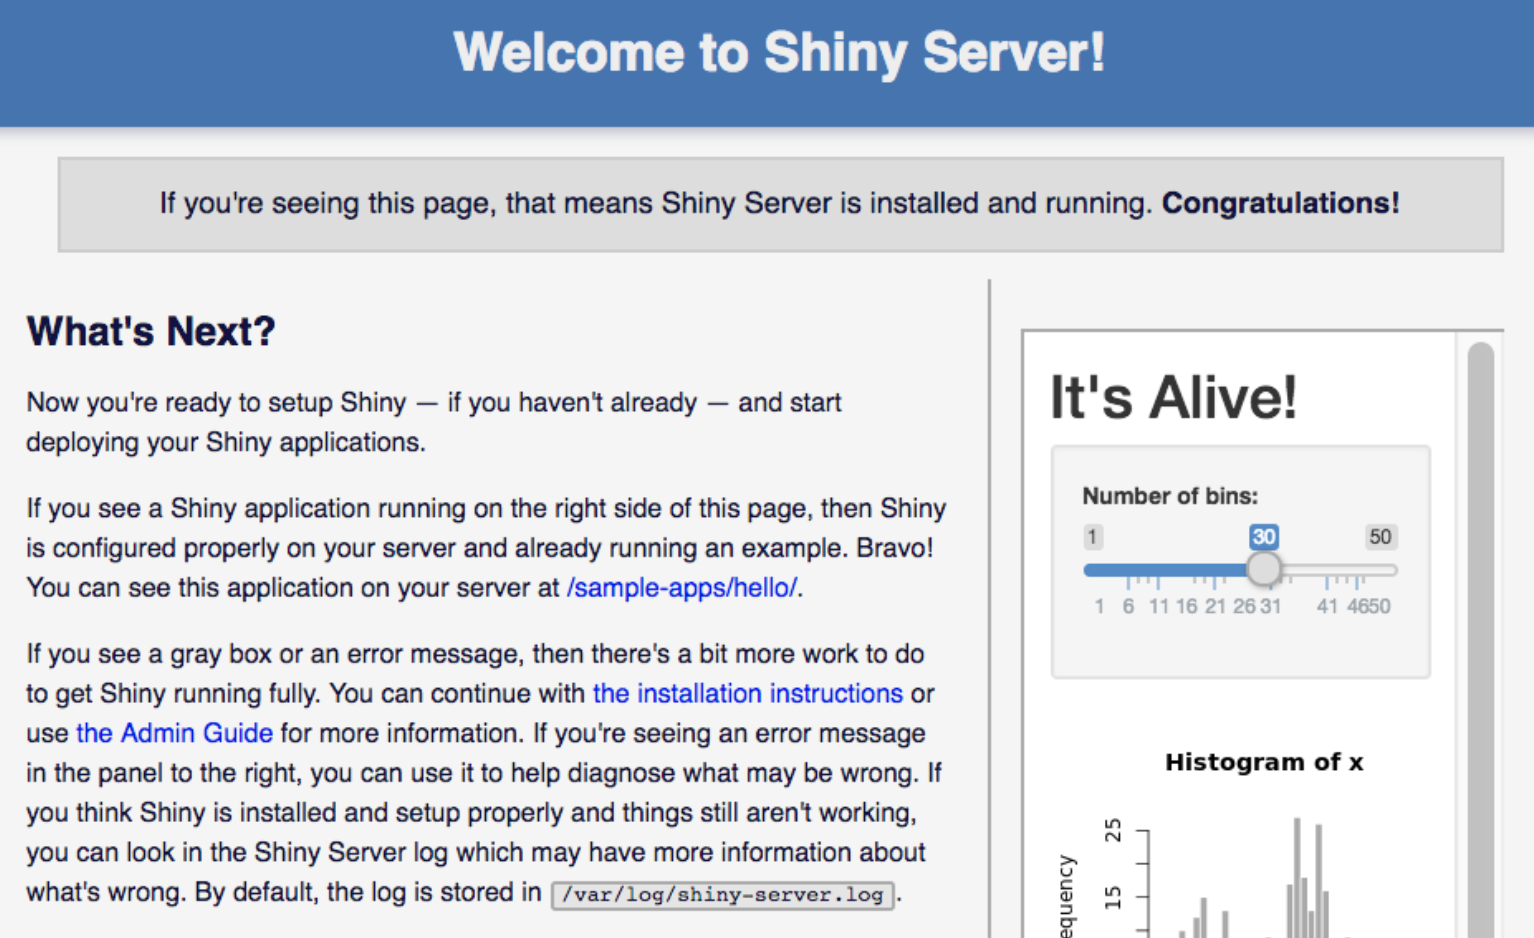 Welcome to Shiny Server!
If you're seeing this page, that means Shiny Server is installed and running. Congratulations!
What's Next?
Now you're ready to setup Shiny — if you haven't already — and start
deploying your Shiny applications.
If you see a Shiny application running on the right side of this page, then Shiny
is configured properly on your server and already running an example. Bravo!
You can see this application on your server at /sample-apps/hello/.
If you see a gray box or an error message, then there's a bit more work to do
to get Shiny running fully. You can continue with the installation instructions or
use the Admin Guide for more information. If you're seeing an error message
in the panel to the right, you can use it to help diagnose what may be wrong. If
you think Shiny is installed and setup properly and things still aren't working,
you can look in the Shiny Server log which may have more information about
what's wrong. By default, the log is stored in /var/log/shiny-server.log.
It's Alive!
Number of bins:
1 30 50
1 6 11 16 21 26 31 41 46 50
Histogram of x
25
15
equency